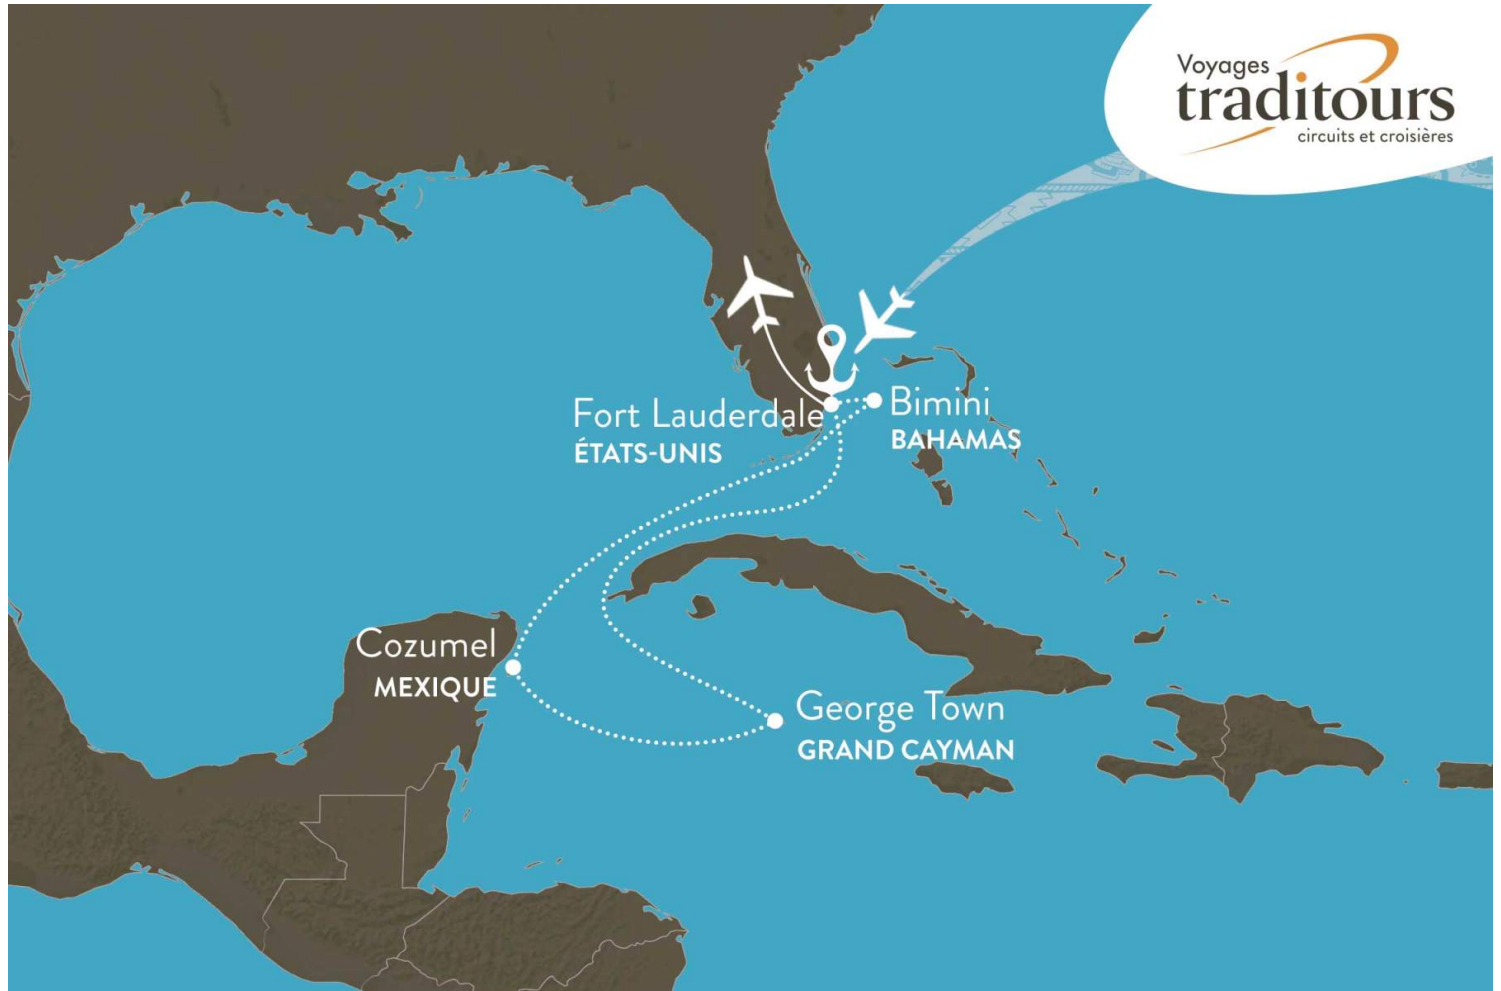 Voyages
traditours
circuits et croisières
Fort Lauderdale
ÉTATS-UNIS
Bimini
BAHAMAS
Cozumel
MEXIQUE
George Town
GRAND CAYMAN